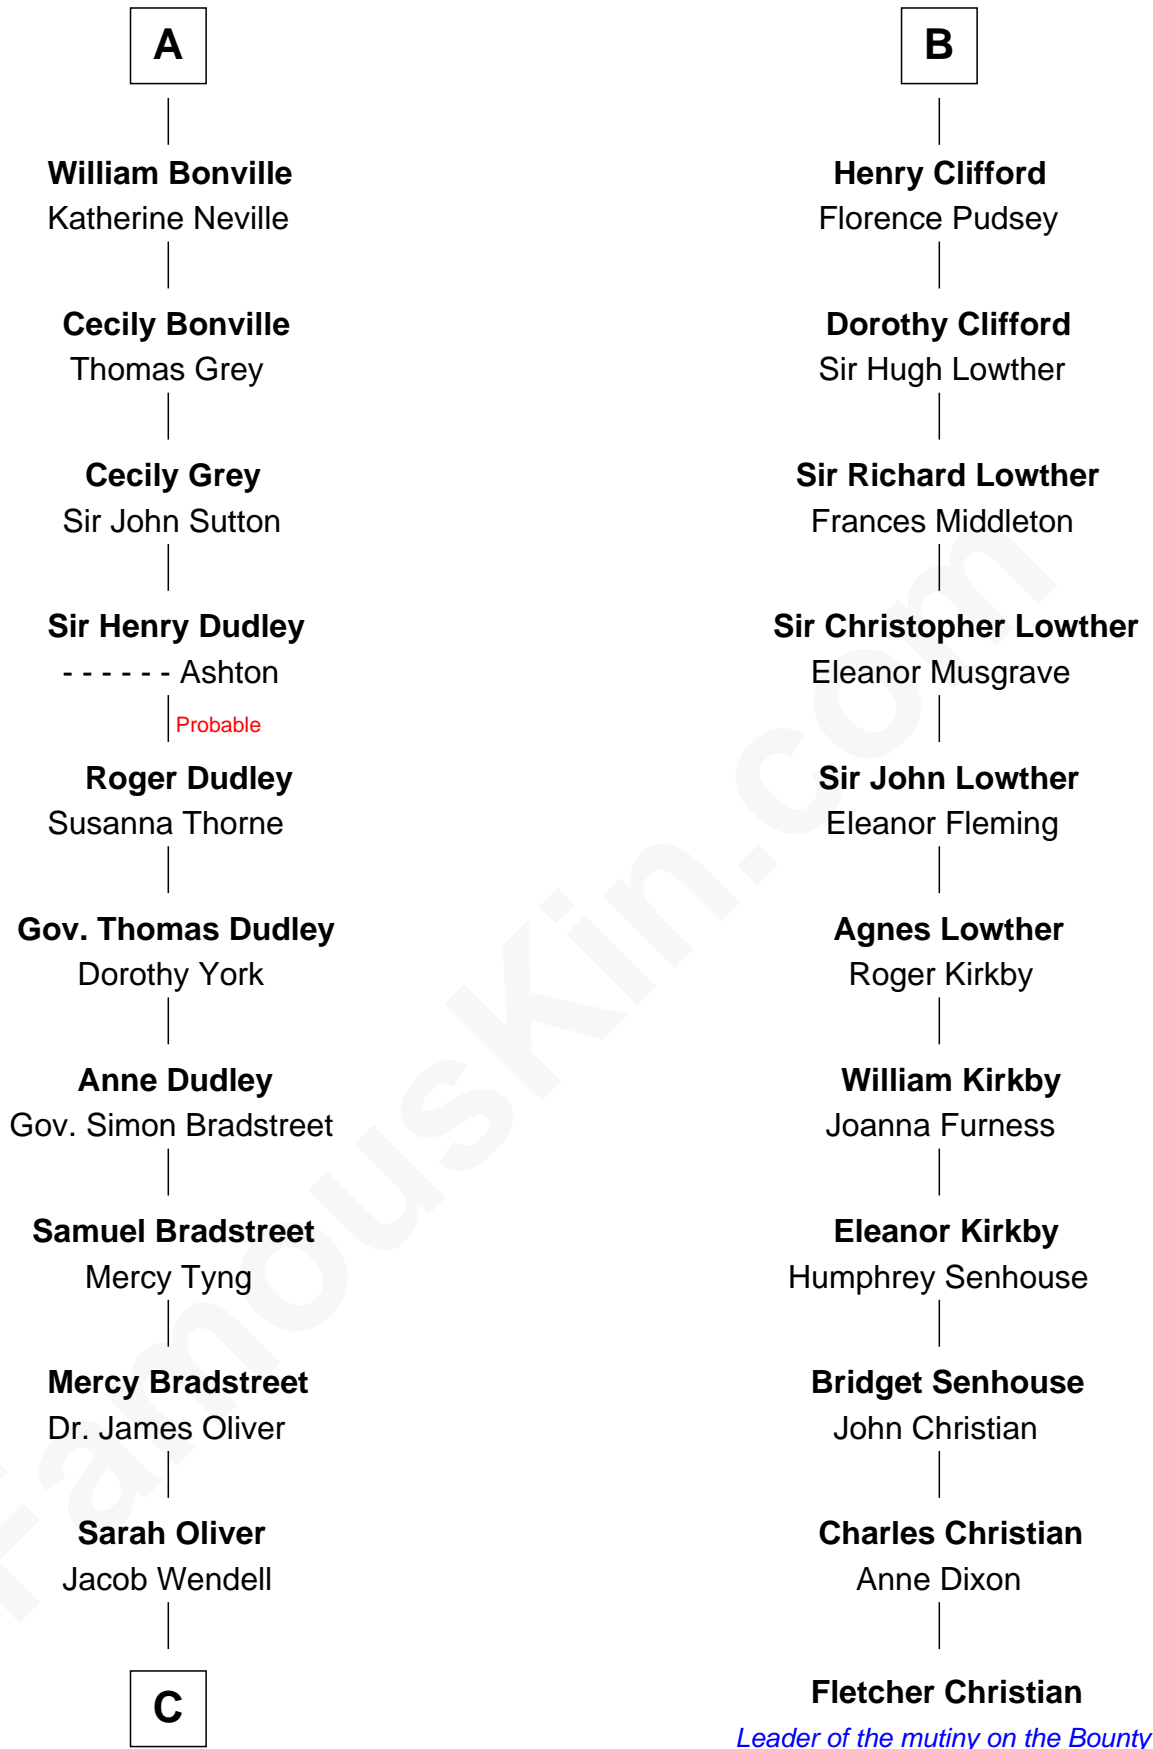 A
William Bonville
Katherine Neville
Cecily Bonville
Thomas Grey
Cecily Grey
Sir John Sutton
Sir Henry Dudley
- - - - - - Ashton
Probable
Roger Dudley
Susanna Thorne
Gov. Thomas Dudley
Dorothy York
Anne Dudley
Gov. Simon Bradstreet
Samuel Bradstreet
Mercy Tyng
Mercy Bradstreet
Dr. James Oliver
Sarah Oliver
Jacob Wendell
C
B
Henry Clifford
Florence Pudsey
Dorothy Clifford
Sir Hugh Lowther
Sir Richard Lowther
Frances Middleton
Sir Christopher Lowther
Eleanor Musgrave
Sir John Lowther
Eleanor Fleming
Agnes Lowther
Roger Kirkby
William Kirkby
Joanna Furness
Eleanor Kirkby
Humphrey Senhouse
Bridget Senhouse
John Christian
Charles Christian
Anne Dixon
Fletcher Christian
Leader of the mutiny on the Bounty
FamousKin.com